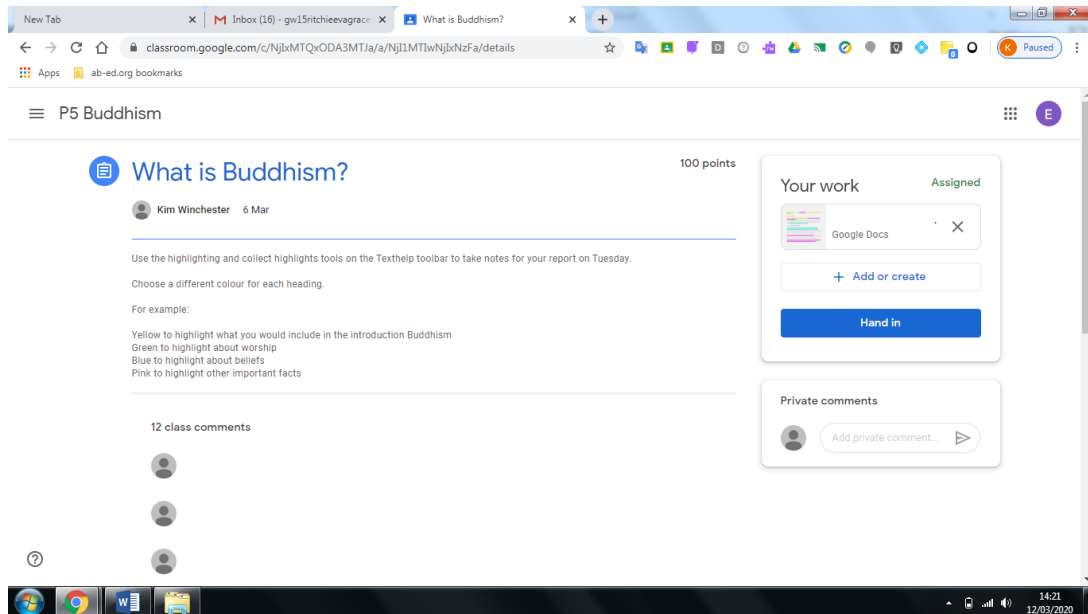 New Tab
Inbox (16) - gw15ritchieevagrace
What is Buddhism?
classroom.google.com/c/NjIxMTQxODA3MTJa/a/NjI1MTIwNjIxNzFa/details
Paused
Apps
ab-ed.org bookmarks
P5 Buddhism
E
What is Buddhism?
100 points
Kim Winchester 6 Mar
Use the highlighting and collect highlights tools on the Texthelp toolbar to take notes for your report on Tuesday.
Choose a different colour for each heading.
For example:
Yellow to highlight what you would include in the introduction Buddhism
Green to highlight about worship
Blue to highlight about beliefs
Pink to highlight other important facts
12 class comments
Your work
Assigned
Google Docs
+ Add or create
Hand in
Private comments
Add private comment...
14:21
12/03/2020